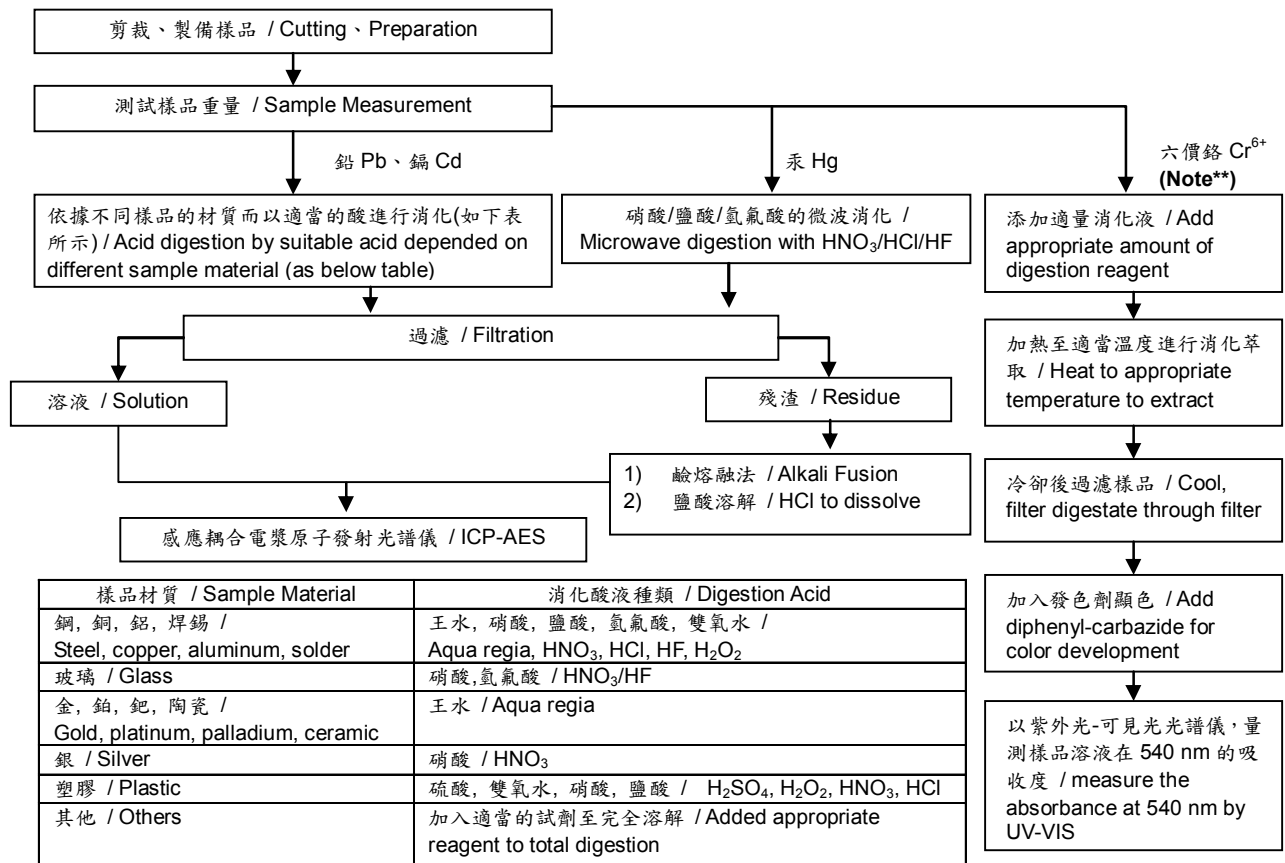 剪裁、製備樣品 / Cutting、Preparation
測試樣品重量 / Sample Measurement
鉛 Pb、鎘 Cd
汞 Hg
六價鉻 Cr⁶⁺
(Note**)
依據不同樣品的材質而以適當的酸進行消化(如下表
所示) / Acid digestion by suitable acid depended on
different sample material (as below table)
硝酸/鹽酸/氫氟酸的微波消化 /
Microwave digestion with HNO₃/HCl/HF
添加適量消化液 / Add
appropriate amount of
digestion reagent
過濾 / Filtration
加熱至適當溫度進行消化萃
取 / Heat to appropriate
temperature to extract
溶液 / Solution
殘渣 / Residue
1) 鹼熔融法 / Alkali Fusion
2) 鹽酸溶解 / HCl to dissolve
冷卻後過濾樣品 / Cool,
filter digestate through filter
感應耦合電漿原子發射光譜儀 / ICP-AES
加入發色劑顯色 / Add
diphenyl-carbazide for
color development
以紫外光-可見光光譜儀，量
測樣品溶液在 540 nm 的吸
收度 / measure the
absorbance at 540 nm by
UV-VIS
樣品材質 / Sample Material
消化酸液種類 / Digestion Acid
鋼, 銅, 鋁, 焊錫 /
Steel, copper, aluminum, solder
王水, 硝酸, 鹽酸, 氫氟酸, 雙氧水 /
Aqua regia, HNO₃, HCl, HF, H₂O₂
玻璃 / Glass
硝酸,氫氟酸 / HNO₃/HF
金, 鉑, 鈀, 陶瓷 /
Gold, platinum, palladium, ceramic
王水 / Aqua regia
銀 / Silver
硝酸 / HNO₃
塑膠 / Plastic
硫酸, 雙氧水, 硝酸, 鹽酸 / H₂SO₄, H₂O₂, HNO₃, HCl
其他 / Others
加入適當的試劑至完全溶解 / Added appropriate
reagent to total digestion